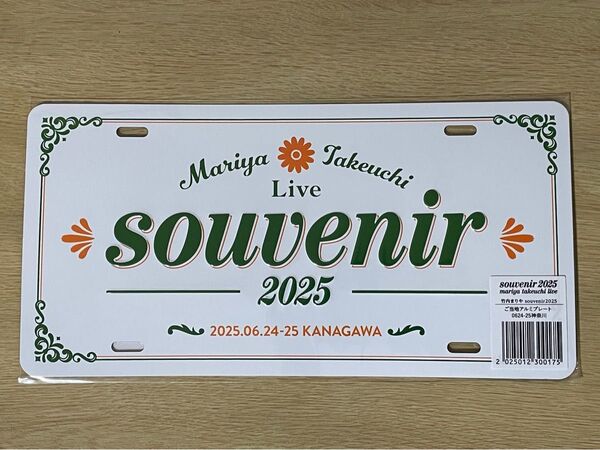 Mariya Takeuchi
Live
souvenir
2025
2025.06.24-25 KANAGAWA
souvenir 2025
mariya takeuchi live
竹内まりや souvenir2025
ご当地アルミプレート
0624-25神奈川
2 025012 300175